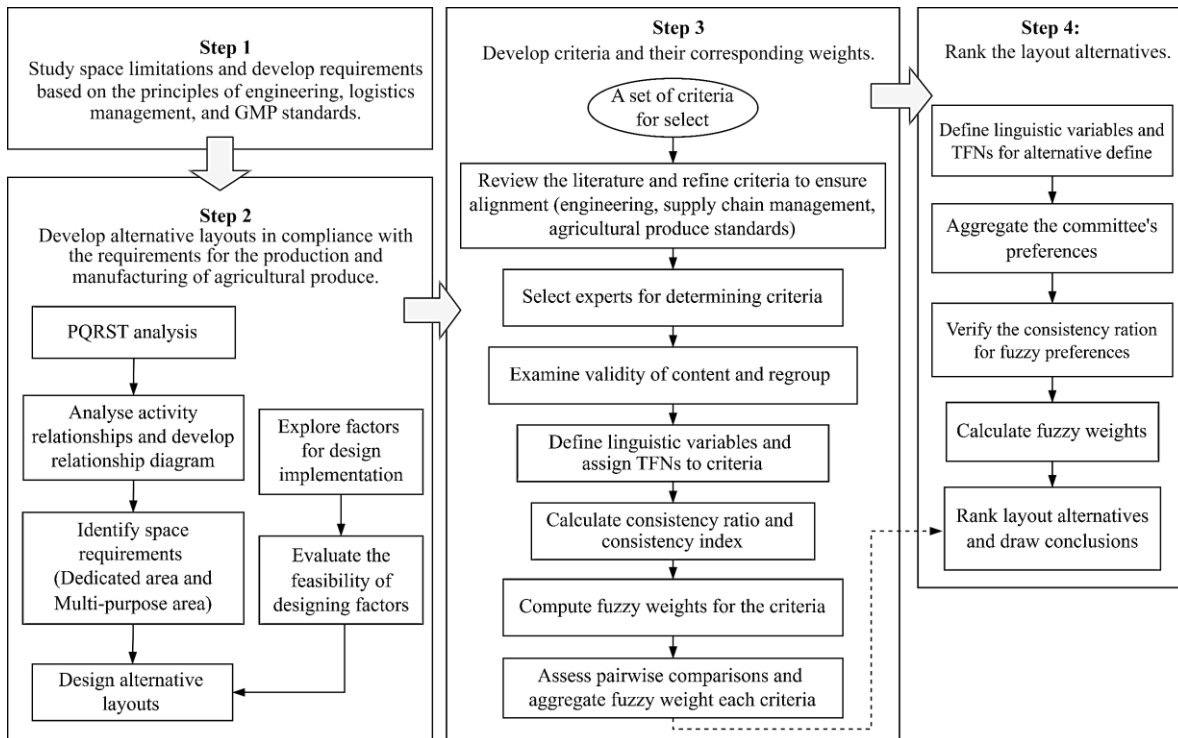 Step 1
Study space limitations and develop requirements
based on the principles of engineering, logistics
management, and GMP standards.
Step 2
Develop alternative layouts in compliance with
the requirements for the production and
manufacturing of agricultural produce.
PQRST analysis
Analyse activity
relationships and develop
relationship diagram
Identify space
requirements
(Dedicated area and
Multi-purpose area)
Design alternative
layouts
Explore factors
for design
implementation
Evaluate the
feasibility of
designing factors
Step 3
Develop criteria and their corresponding weights.
A set of criteria
for select
Review the literature and refine criteria to ensure
alignment (engineering, supply chain management,
agricultural produce standards)
Select experts for determining criteria
Examine validity of content and regroup
Define linguistic variables and
assign TFNs to criteria
Calculate consistency ratio and
consistency index
Compute fuzzy weights for the criteria
Assess pairwise comparisons and
aggregate fuzzy weight each criteria
Step 4:
Rank the layout alternatives.
Define linguistic variables and
TFNs for alternative define
Aggregate the committee's
preferences
Verify the consistency ration
for fuzzy preferences
Calculate fuzzy weights
Rank layout alternatives
and draw conclusions